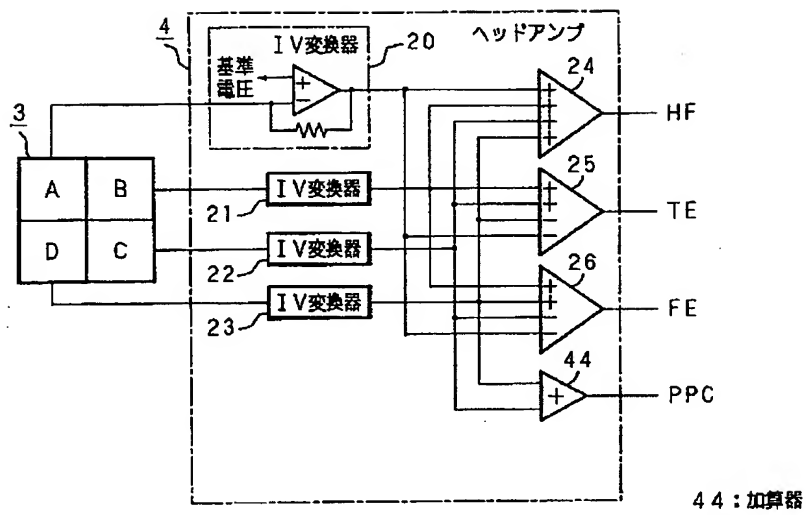 4
ヘッドアンプ
IV変換器
20
基準
電圧
+
−
24
+
+
+
+
HF
3
A
B
D
C
IV変換器
21
25
+
+
−
−
TE
IV変換器
22
26
+
+
−
−
FE
IV変換器
23
44
+
PPC
44:加算器